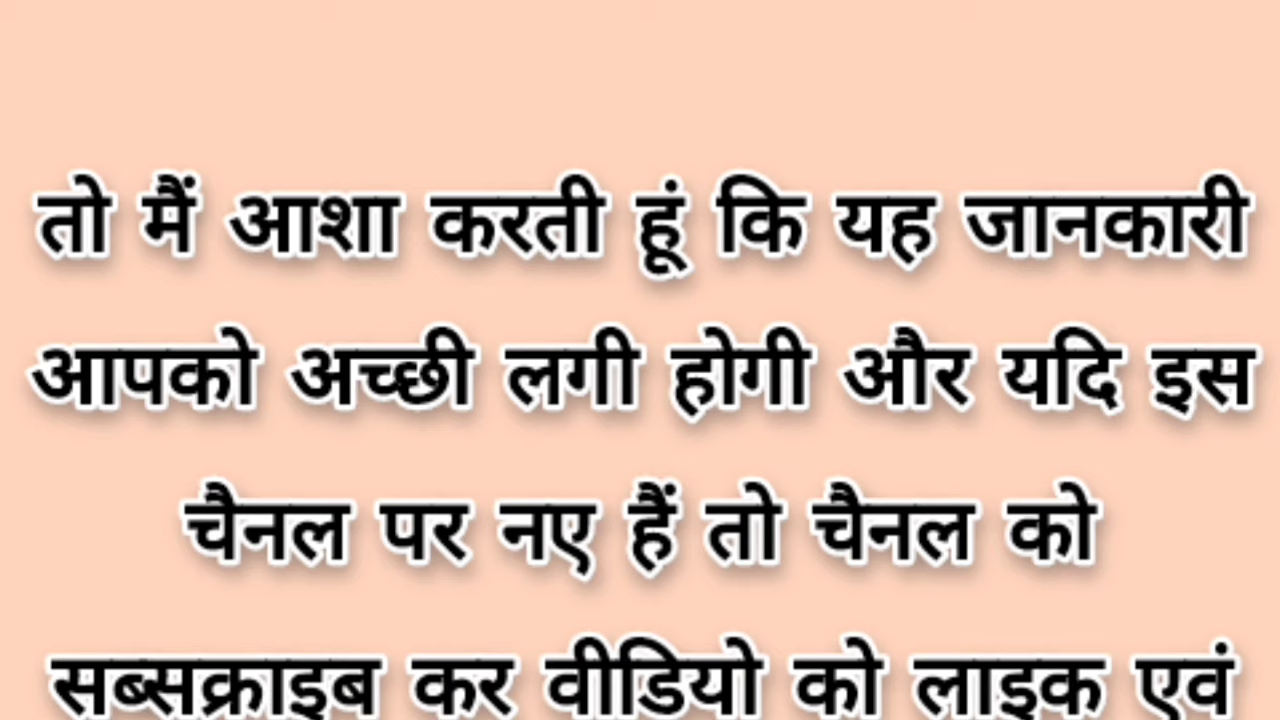 तो मैं आशा करती हूं कि यह जानकारी
आपको अच्छी लगी होगी और यदि इस
चैनल पर नए हैं तो चैनल को
सब्सक्राइब कर वीडियो को लाइक एवं